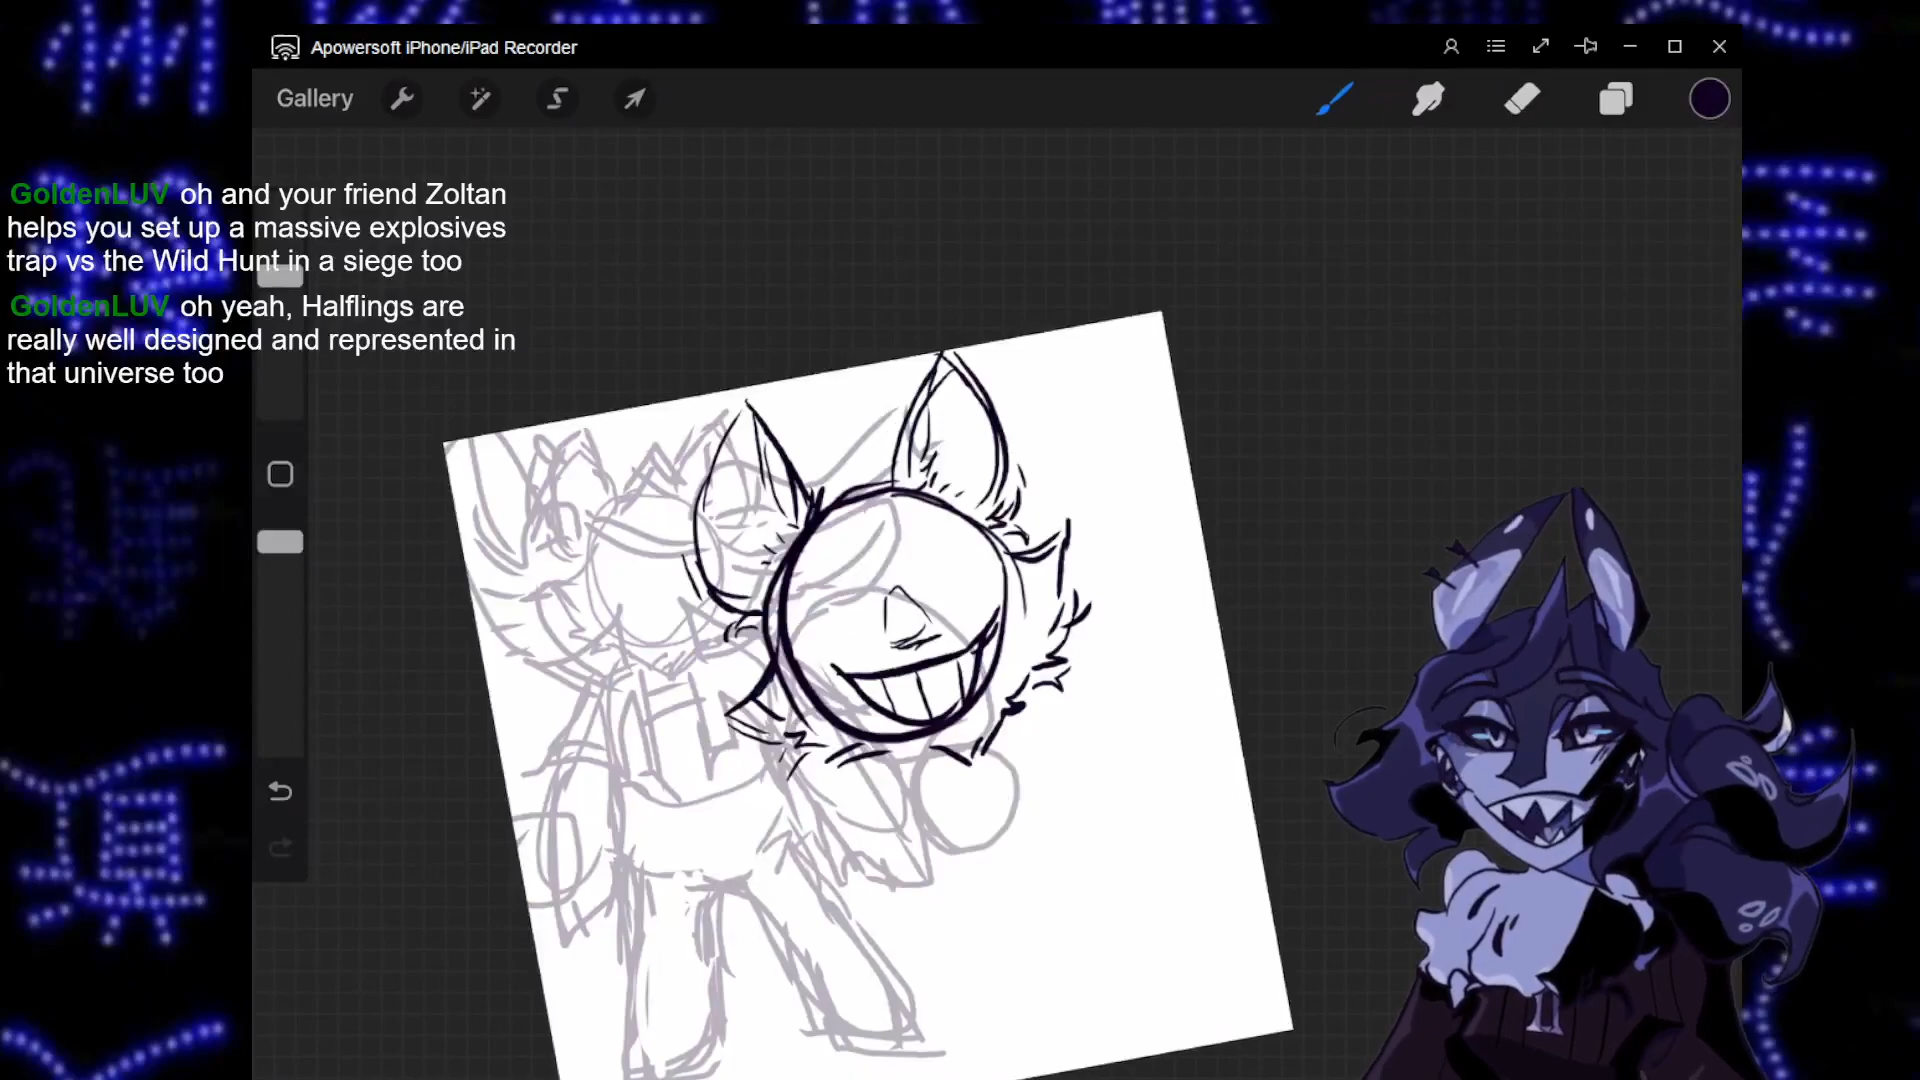 Apowersoft iPhone/iPad Recorder
Gallery
GoldenLUV oh and your friend Zoltan
helps you set up a massive explosives
trap vs the Wild Hunt in a siege too
GoldenLUV oh yeah, Halflings are
really well designed and represented in
that universe too